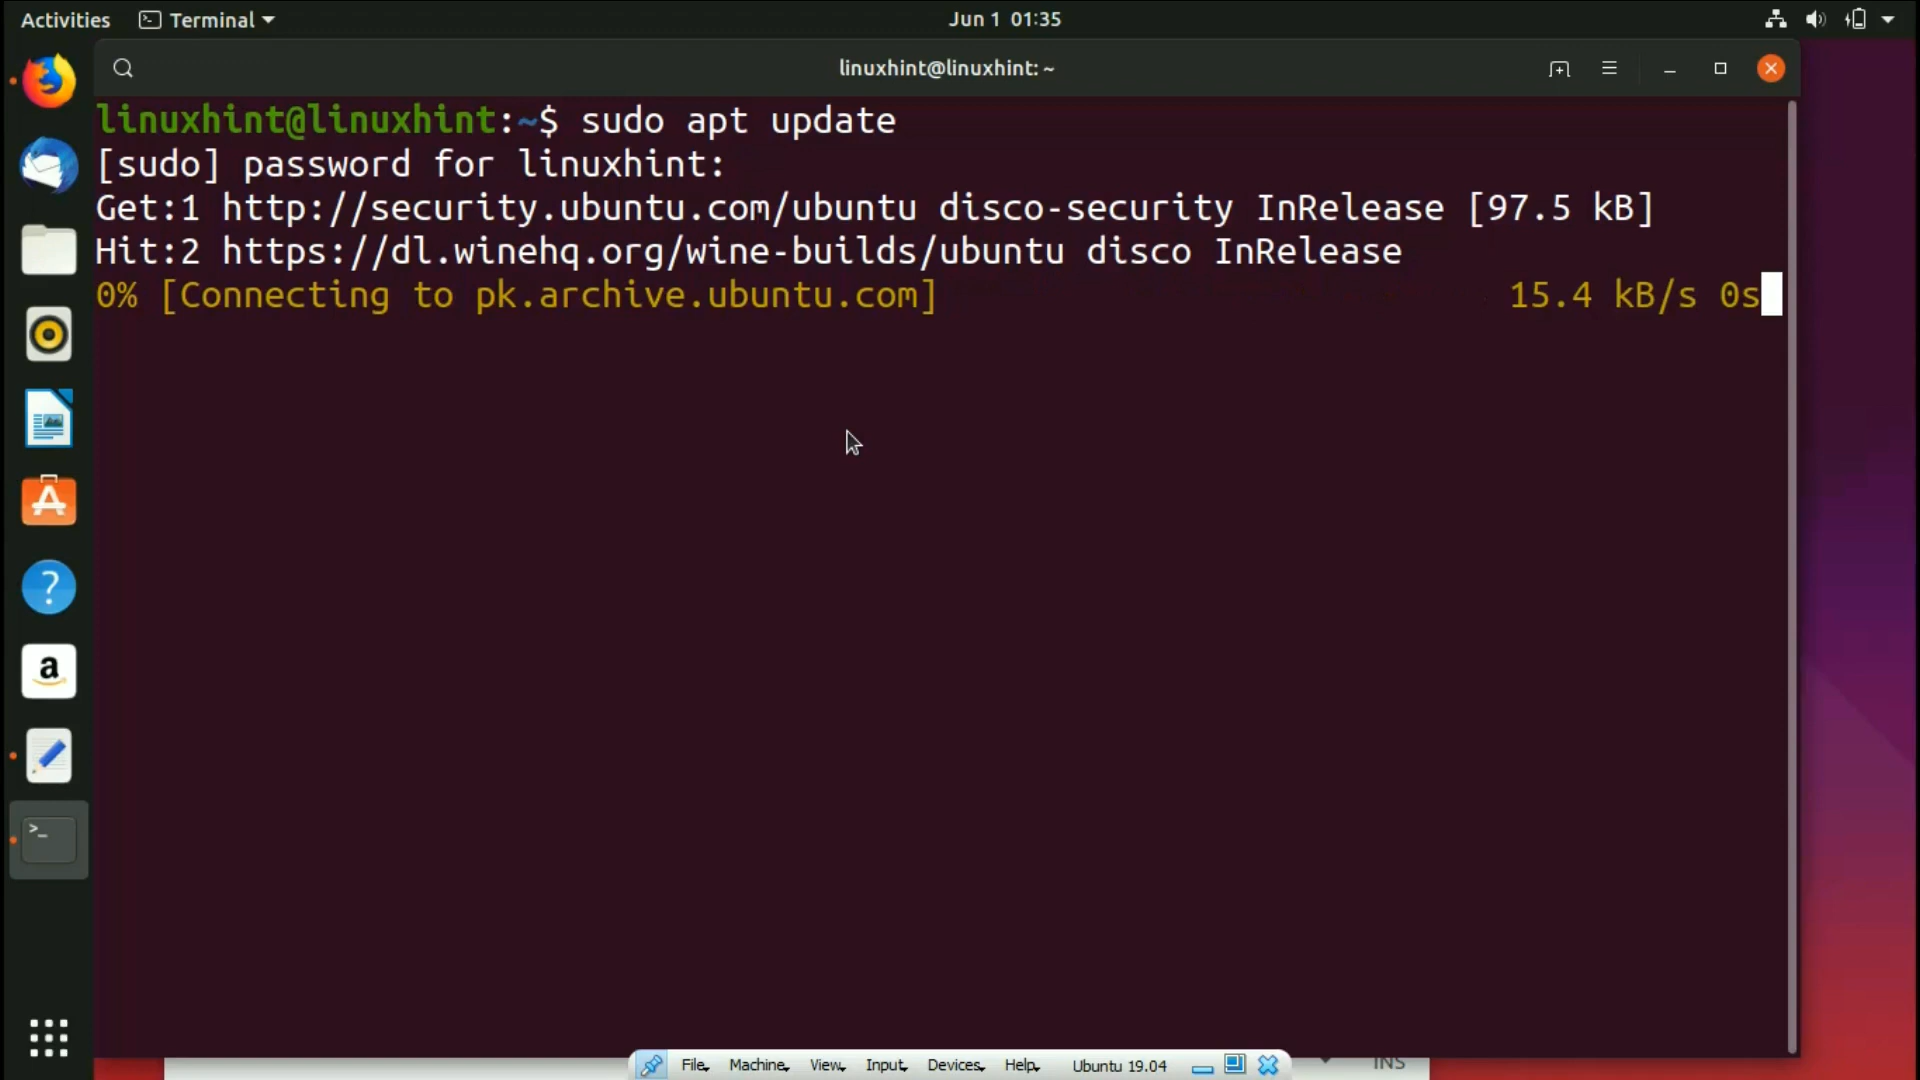 Activities Terminal Jun 1 01:35
linuxhint@linuxhint: ~
linuxhint@linuxhint:~$ sudo apt update
[sudo] password for linuxhint:
Get:1 http://security.ubuntu.com/ubuntu disco-security InRelease [97.5 kB]
Hit:2 https://dl.winehq.org/wine-builds/ubuntu disco InRelease
0% [Connecting to pk.archive.ubuntu.com] 15.4 kB/s 0s
File Machine View Input Devices Help Ubuntu 19.04 INS